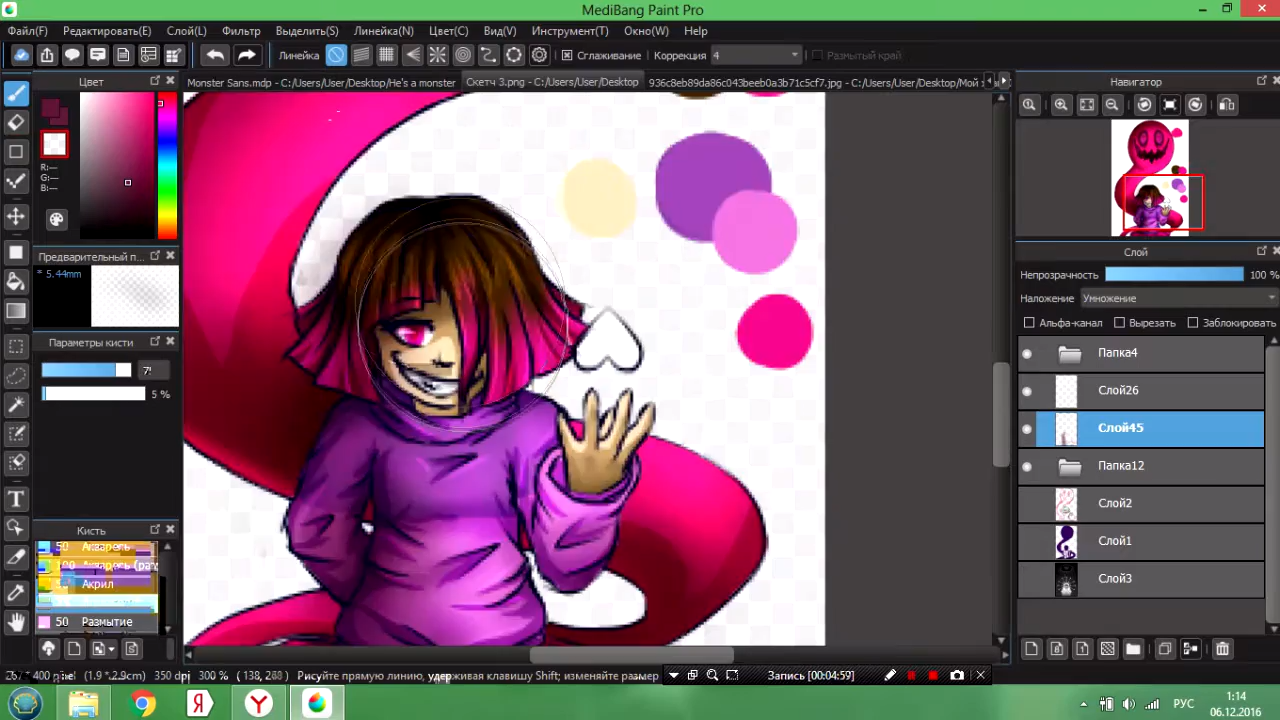 MediBang Paint Pro
Файл(F) Редактировать(E) Слой(L) Фильтр Выделить(S) Линейка(N) Цвет(C) Вид(V) Инструмент(T) Окно(W) Help
Линейка Сглаживание Коррекция 4 Размытый край
Цвет
Monster Sans.mdp - C:/Users/User/Desktop/He's a monster
Скетч 3.png - C:/Users/User/Desktop
936c8eb89da86c043beeb0a3b71c5cf7.jpg - C:/Users/User/Desktop/Мой
Навигатор
R:---
G:---
B:---
Предварительный п...
* 5.44mm
Параметры кисти
5 %
Слой
Непрозрачность 100 %
Наложение Умножение
Альфа-канал Вырезать Заблокировать
Папка4
Слой26
Слой45
Папка12
Слой2
Слой1
Слой3
Кисть
50 Акварель
Акрил
50 Размытие
400 pixel (1.9 * 2.9cm) 350 dpi 300 % Рисуйте прямую линию, удерживая клавишу Shift; изменяйте размер
Запись [00:04:59]
РУС
1:14
06.12.2016